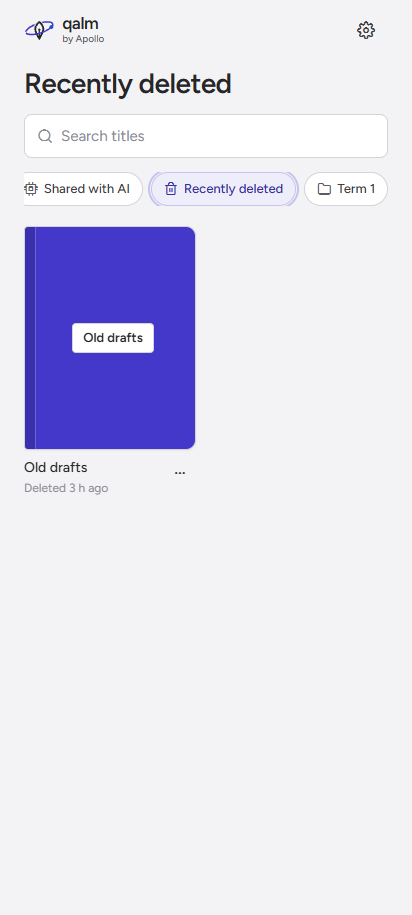 qalm
by Apollo
Recently deleted
Search titles
Shared with AI
Recently deleted
Term 1
Old drafts
Old drafts
...
Deleted 3 h ago